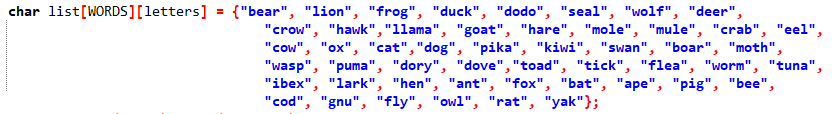 char list[WORDS][letters] = {"bear", "lion", "frog", "duck", "dodo", "seal", "wolf", "deer",
"crow", "hawk","llama", "goat", "hare", "mole", "mule", "crab", "eel",
"cow", "ox", "cat","dog", "pika", "kiwi", "swan", "boar", "moth",
"wasp", "puma", "dory", "dove","toad", "tick", "flea", "worm", "tuna",
"ibex", "lark", "hen", "ant", "fox", "bat", "ape", "pig", "bee",
"cod", "gnu", "fly", "owl", "rat", "yak"};